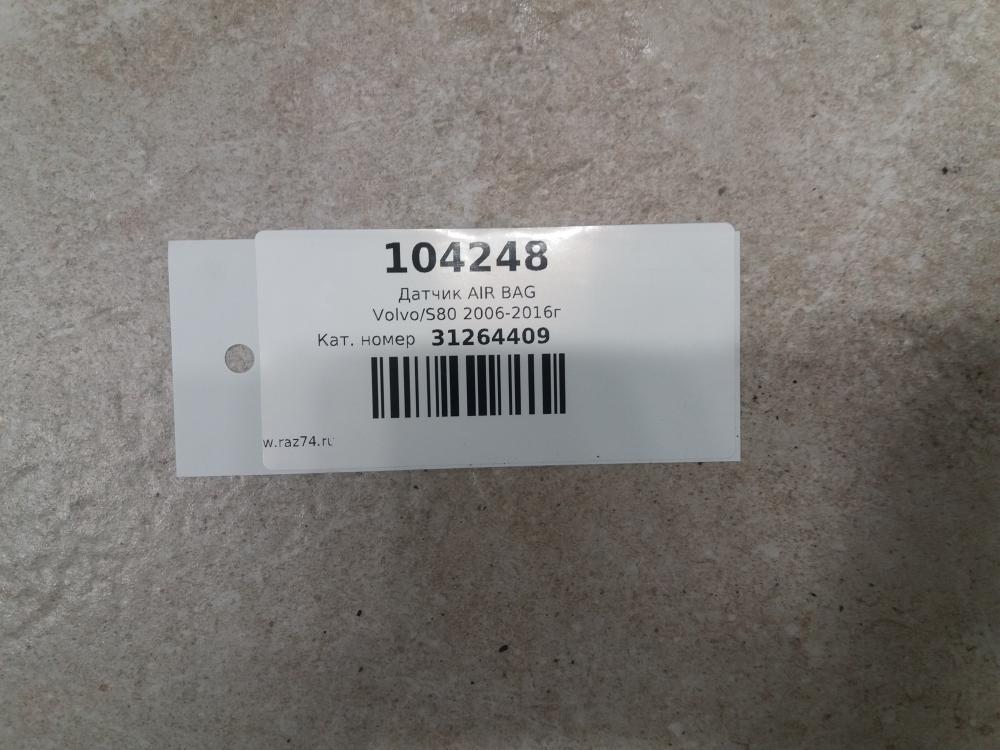 104248
Датчик AIR BAG
Volvo/S80 2006-2016г
Кат. номер 31264409
w.raz74.ru